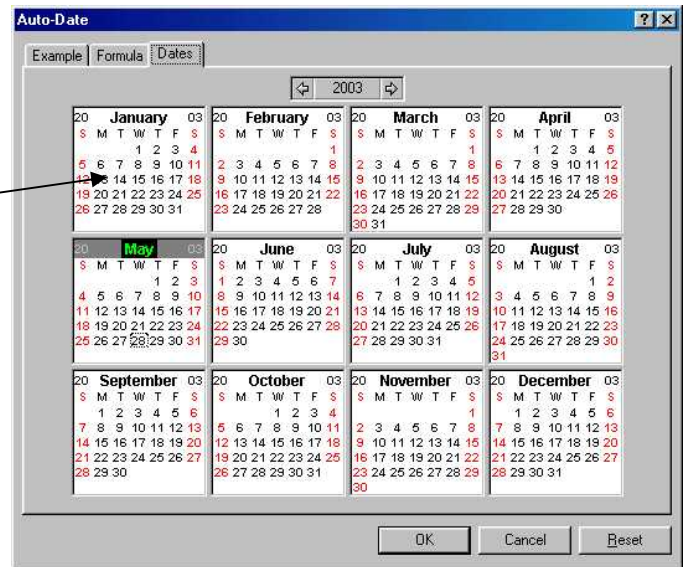 Auto-Date
Example Formula Dates
2003
20 January 03 20 February 03 20 March 03 20 April 03
S M T W T F S S M T W T F S S M T W T F S S M T W T F S
1 2 3 4 1 1 1 2 3 4 5
5 6 7 8 9 10 11 2 3 4 5 6 7 8 2 3 4 5 6 7 8 6 7 8 9 10 11 12
12 13 14 15 16 17 18 9 10 11 12 13 14 15 9 10 11 12 13 14 15 13 14 15 16 17 18 19
19 20 21 22 23 24 25 16 17 18 19 20 21 22 16 17 18 19 20 21 22 20 21 22 23 24 25 26
26 27 28 29 30 31 23 24 25 26 27 28 23 24 25 26 27 28 29 27 28 29 30
30 31
20 May 03 20 June 03 20 July 03 20 August 03
S M T W T F S S M T W T F S S M T W T F S S M T W T F S
1 2 3 1 2 3 4 5 6 7 1 2 3 4 5 1 2
4 5 6 7 8 9 10 8 9 10 11 12 13 14 6 7 8 9 10 11 12 3 4 5 6 7 8 9
11 12 13 14 15 16 17 15 16 17 18 19 20 21 13 14 15 16 17 18 19 10 11 12 13 14 15 16
18 19 20 21 22 23 24 22 23 24 25 26 27 28 20 21 22 23 24 25 26 17 18 19 20 21 22 23
25 26 27 28 29 30 31 29 30 27 28 29 30 31 24 25 26 27 28 29 30
31
20 September 03 20 October 03 20 November 03 20 December 03
S M T W T F S S M T W T F S S M T W T F S S M T W T F S
1 2 3 4 5 6 1 2 3 4 1 1 2 3 4 5 6
7 8 9 10 11 12 13 5 6 7 8 9 10 11 2 3 4 5 6 7 8 7 8 9 10 11 12 13
14 15 16 17 18 19 20 12 13 14 15 16 17 18 9 10 11 12 13 14 15 14 15 16 17 18 19 20
21 22 23 24 25 26 27 19 20 21 22 23 24 25 16 17 18 19 20 21 22 21 22 23 24 25 26 27
28 29 30 26 27 28 29 30 31 23 24 25 26 27 28 29 28 29 30 31
30
OK Cancel Reset